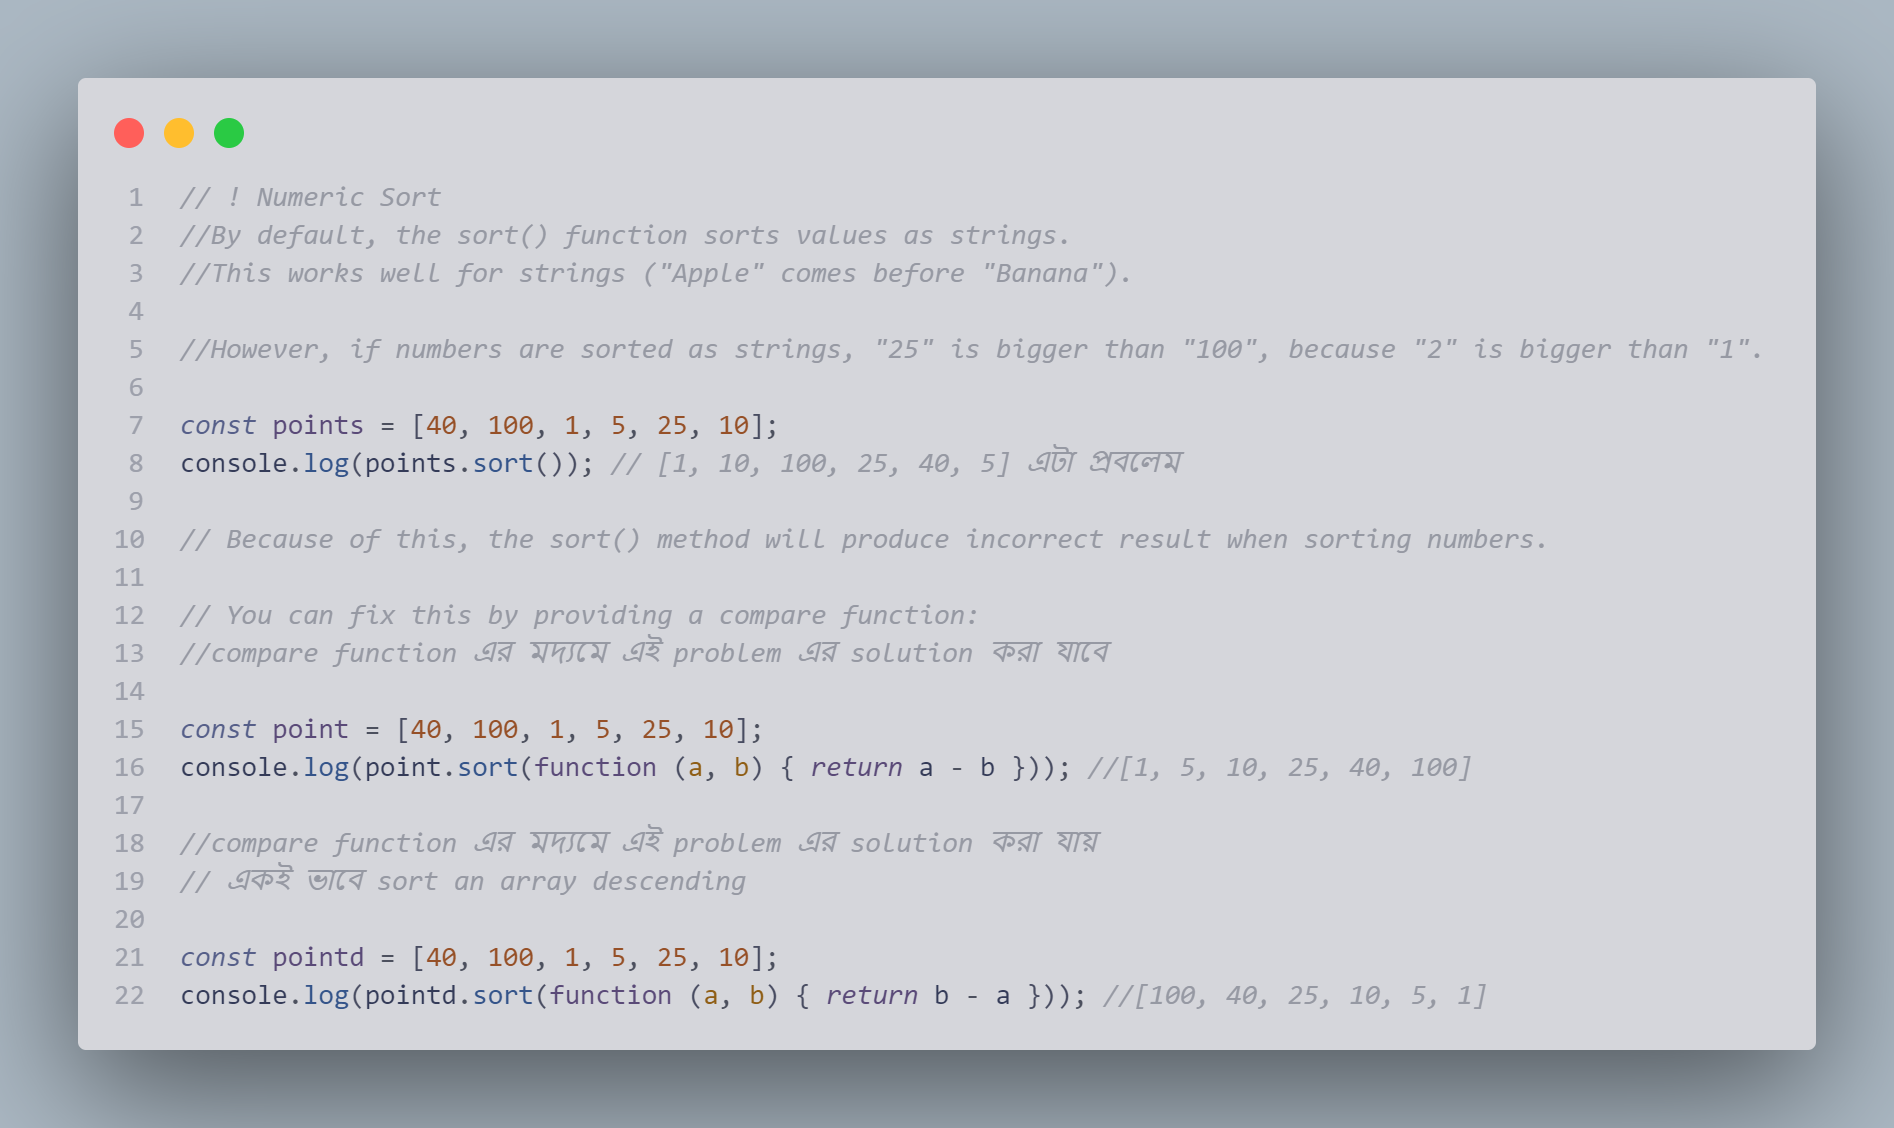 1 // ! Numeric Sort
2 //By default, the sort() function sorts values as strings.
3 //This works well for strings ("Apple" comes before "Banana").
4
5 //However, if numbers are sorted as strings, "25" is bigger than "100", because "2" is bigger than "1".
6
7 const points = [40, 100, 1, 5, 25, 10];
8 console.log(points.sort()); // [1, 10, 100, 25, 40, 5] এটা প্রবলেম
9
10 // Because of this, the sort() method will produce incorrect result when sorting numbers.
11
12 // You can fix this by providing a compare function:
13 //compare function এর মদ্যমে এই problem এর solution করা যাবে
14
15 const point = [40, 100, 1, 5, 25, 10];
16 console.log(point.sort(function (a, b) { return a - b })); //[1, 5, 10, 25, 40, 100]
17
18 //compare function এর মদ্যমে এই problem এর solution করা যায়
19 // একই ভাবে sort an array descending
20
21 const pointd = [40, 100, 1, 5, 25, 10];
22 console.log(pointd.sort(function (a, b) { return b - a })); //[100, 40, 25, 10, 5, 1]